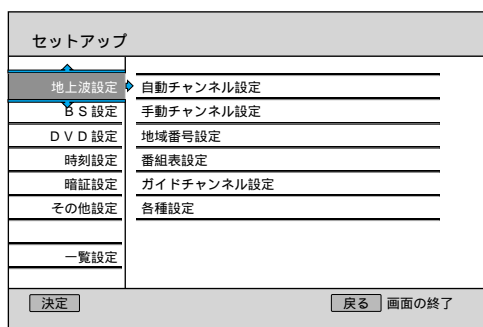 セットアップ
地上波設定
ＢＳ設定
ＤＶＤ設定
時刻設定
暗証設定
その他設定
一覧設定
自動チャンネル設定
手動チャンネル設定
地域番号設定
番組表設定
ガイドチャンネル設定
各種設定
決定
戻る 画面の終了